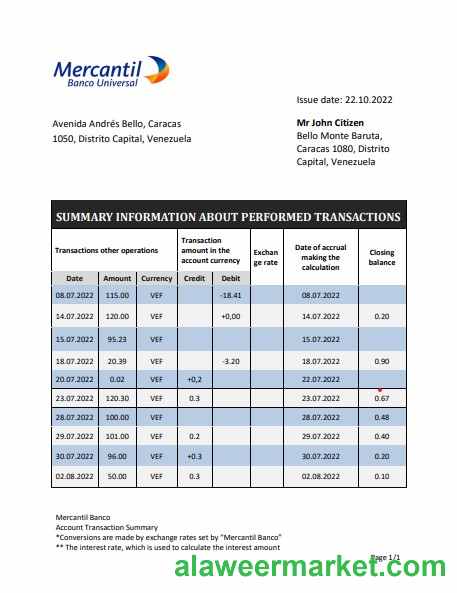 Mercantil
Banco Universal
Issue date: 22.10.2022
Avenida Andrés Bello, Caracas
1050, Distrito Capital, Venezuela
Mr John Citizen
Bello Monte Baruta,
Caracas 1080, Distrito
Capital, Venezuela
SUMMARY INFORMATION ABOUT PERFORMED TRANSACTIONS
Transactions other operations
Transaction
amount in the
account currency
Exchan
ge rate
Date of accrual
making the
calculation
Closing
balance
Date Amount Currency Credit Debit
08.07.2022 115.00 VEF -18.41 08.07.2022
14.07.2022 120.00 VEF +0,00 14.07.2022 0.20
15.07.2022 95.23 VEF 15.07.2022
18.07.2022 20.39 VEF -3.20 18.07.2022 0.90
20.07.2022 0.02 VEF +0,2 22.07.2022
23.07.2022 120.30 VEF 0.3 23.07.2022 0.67
28.07.2022 100.00 VEF 28.07.2022 0.48
29.07.2022 101.00 VEF 0.2 29.07.2022 0.40
30.07.2022 96.00 VEF +0.3 30.07.2022 0.20
02.08.2022 50.00 VEF 0.3 02.08.2022 0.10
Mercantil Banco
Account Transaction Summary
*Conversions are made by exchange rates set by "Mercantil Banco"
** The interest rate, which is used to calculate the interest amount
Page 1/1
alaweermarket.com